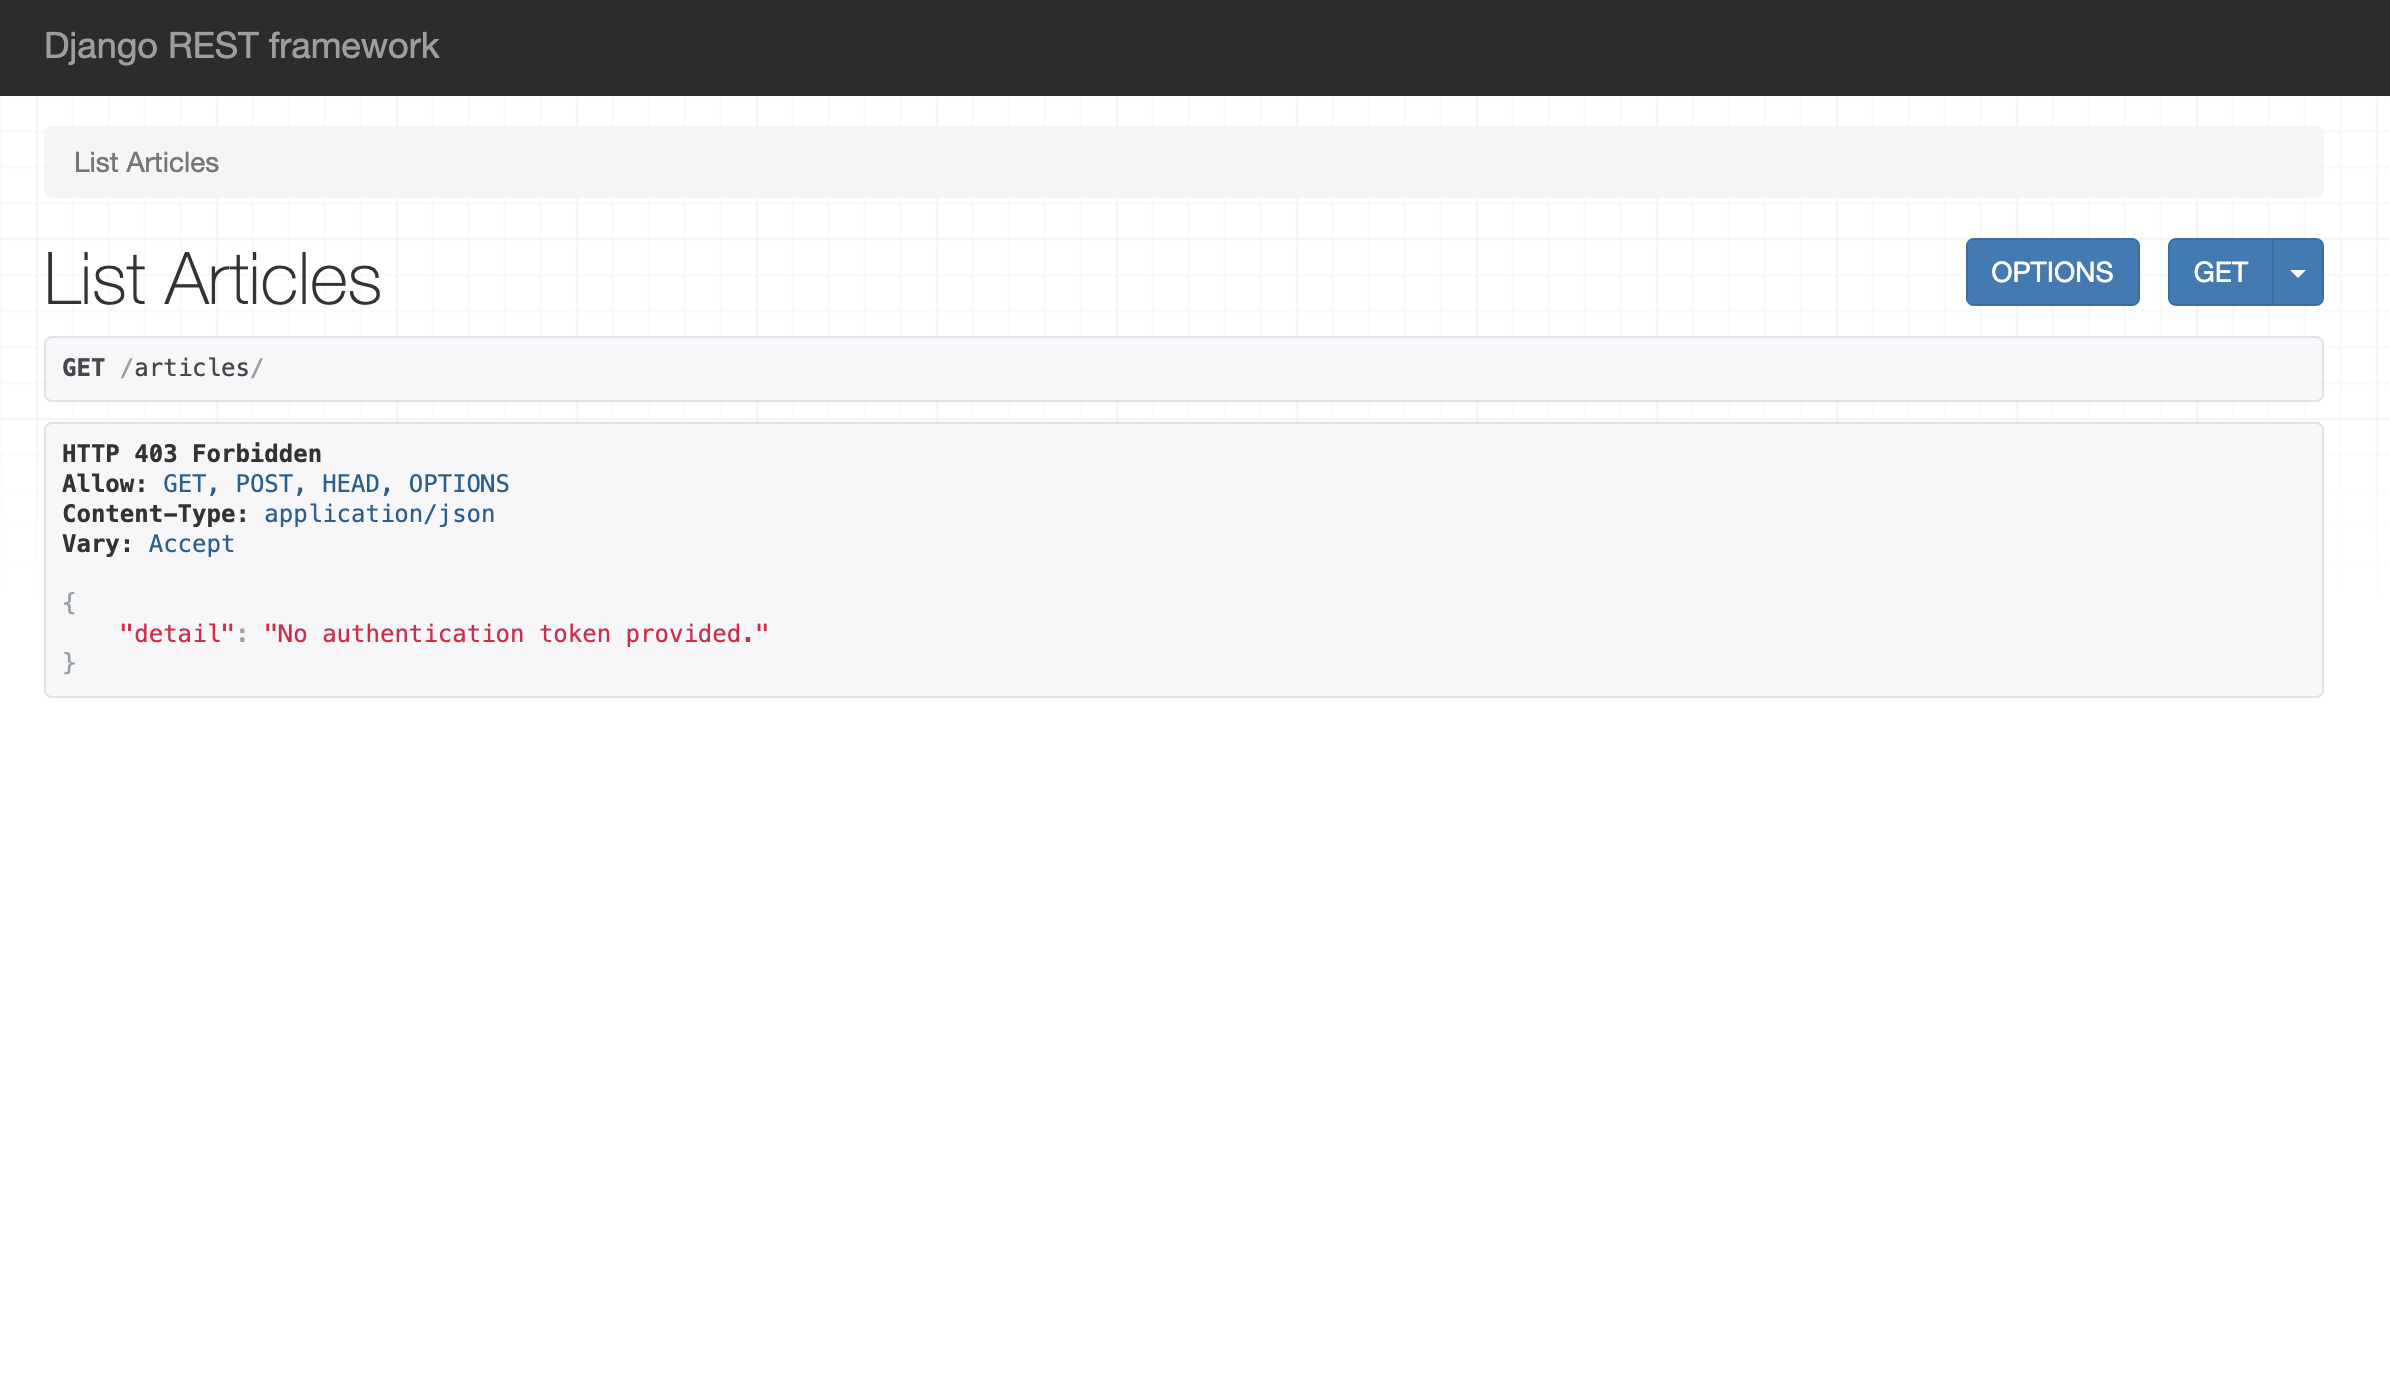 Django REST framework
List Articles
List Articles
OPTIONS
GET
GET /articles/
HTTP 403 Forbidden
Allow: GET, POST, HEAD, OPTIONS
Content-Type: application/json
Vary: Accept
{
    "detail": "No authentication token provided."
}